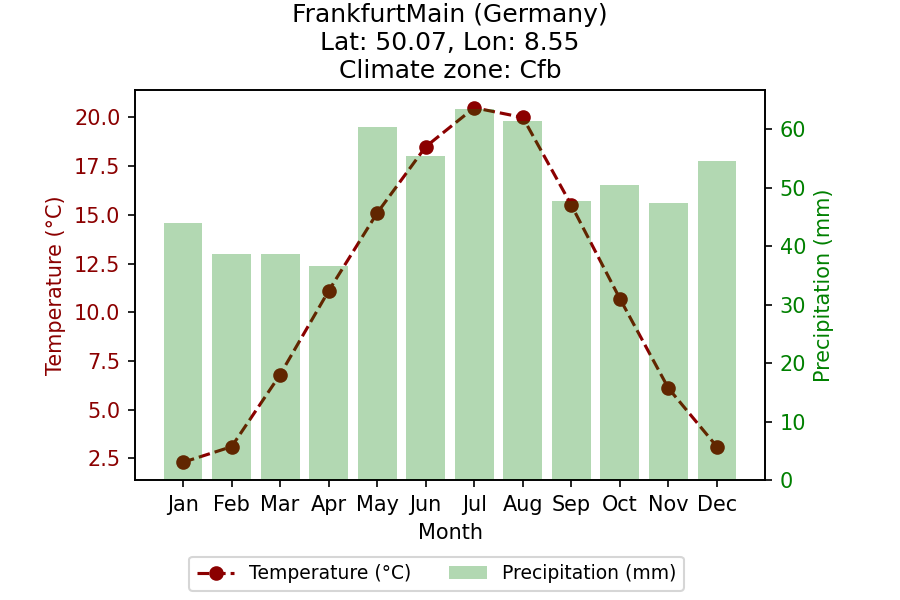 FrankfurtMain (Germany)
Lat: 50.07, Lon: 8.55
Climate zone: Cfb
Temperature (°C)
20.0
17.5
15.0
12.5
10.0
7.5
5.0
2.5
60
50
40
30
20
10
0
Precipitation (mm)
Jan Feb Mar Apr May Jun Jul Aug Sep Oct Nov Dec
Month
Temperature (°C) Precipitation (mm)